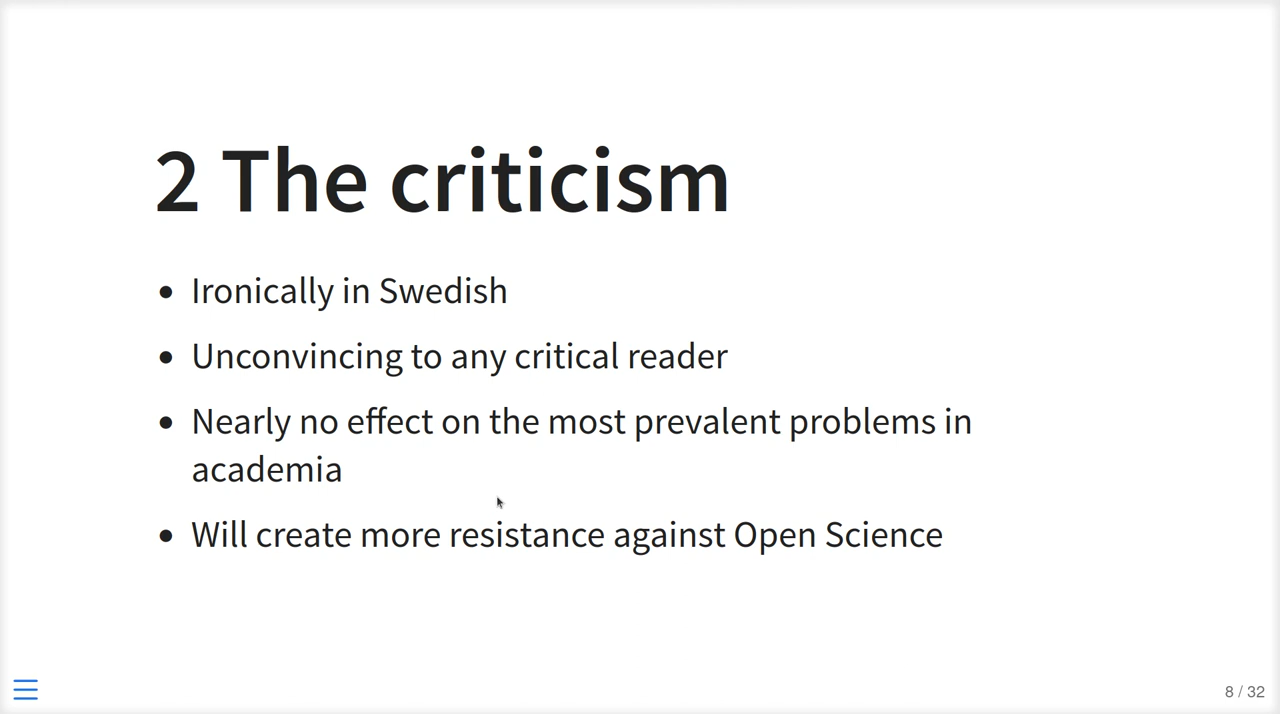 2 The criticism
• Ironically in Swedish
• Unconvincing to any critical reader
• Nearly no effect on the most prevalent problems in
academia
• Will create more resistance against Open Science
8 / 32